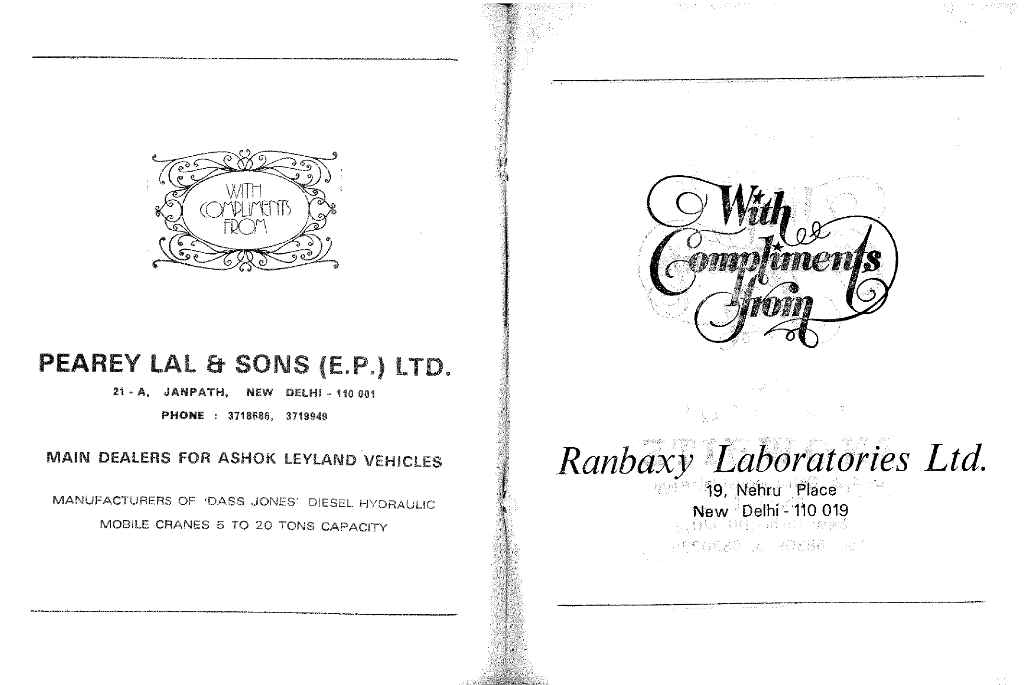 WITH
COMPLIMENTS
FROM
PEAREY LAL & SONS (E.P.) LTD.
21 - A, JANPATH, NEW DELHI - 110 001
PHONE : 3718686, 3719949
MAIN DEALERS FOR ASHOK LEYLAND VEHICLES
MANUFACTURERS OF 'DASS JONES' DIESEL HYDRAULIC
MOBILE CRANES 5 TO 20 TONS CAPACITY
With
Compliments
from
Ranbaxy Laboratories Ltd.
19, Nehru Place
New Delhi - 110 019